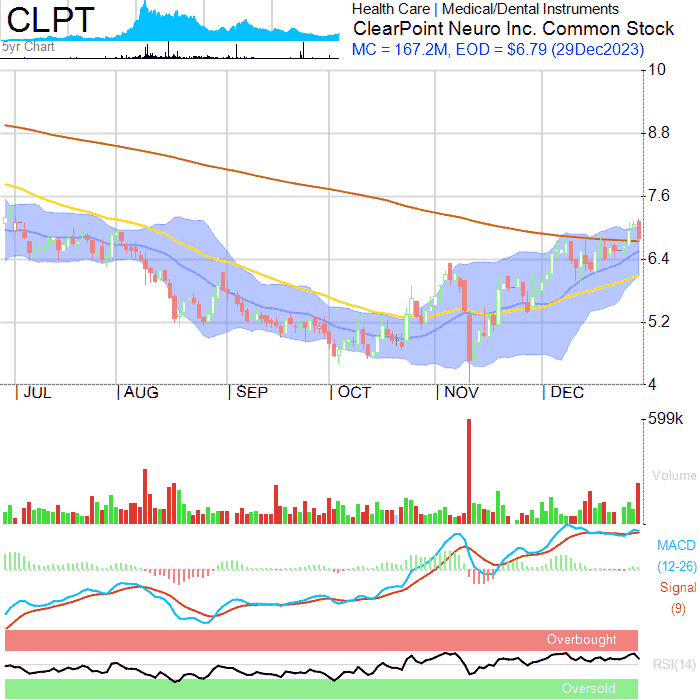 CLPT
5yr Chart
Health Care | Medical/Dental Instruments
ClearPoint Neuro Inc. Common Stock
MC = 167.2M, EOD = $6.79 (29Dec2023)
10
8.8
7.6
6.4
5.2
4
JUL AUG SEP OCT NOV DEC
599k
Volume
MACD
(12-26)
Signal
(9)
Overbought
RSI(14)
Oversold